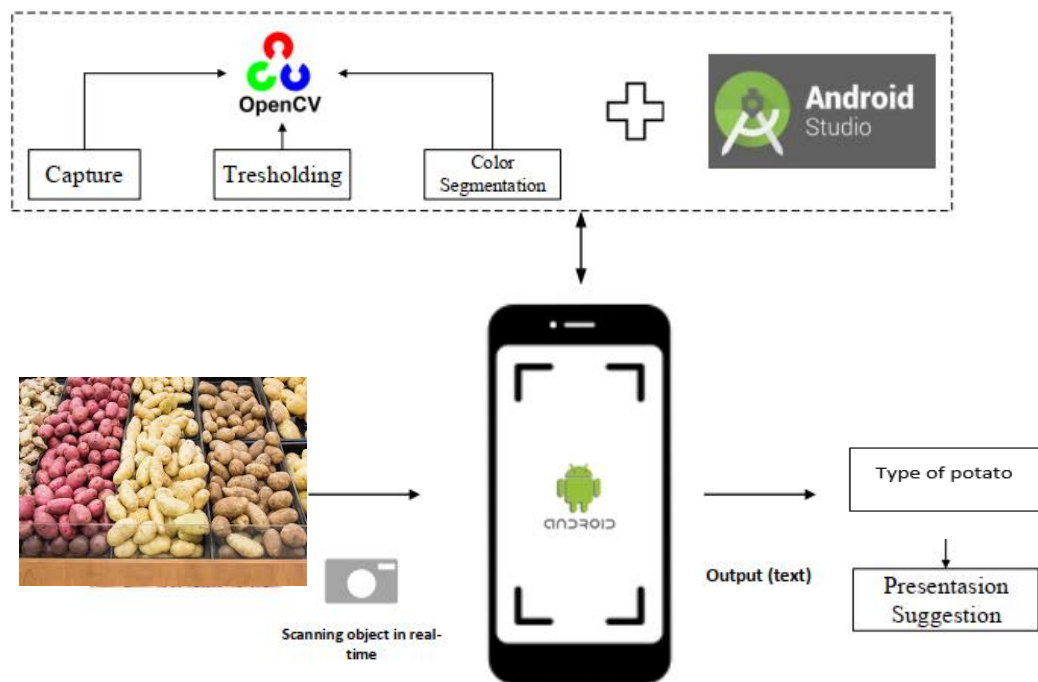 OpenCV
Android
Studio
Capture
Tresholding
Color
Segmentation
ANDROID
Type of potato
Output (text)
Presentasion
Suggestion
Scanning object in real-
time